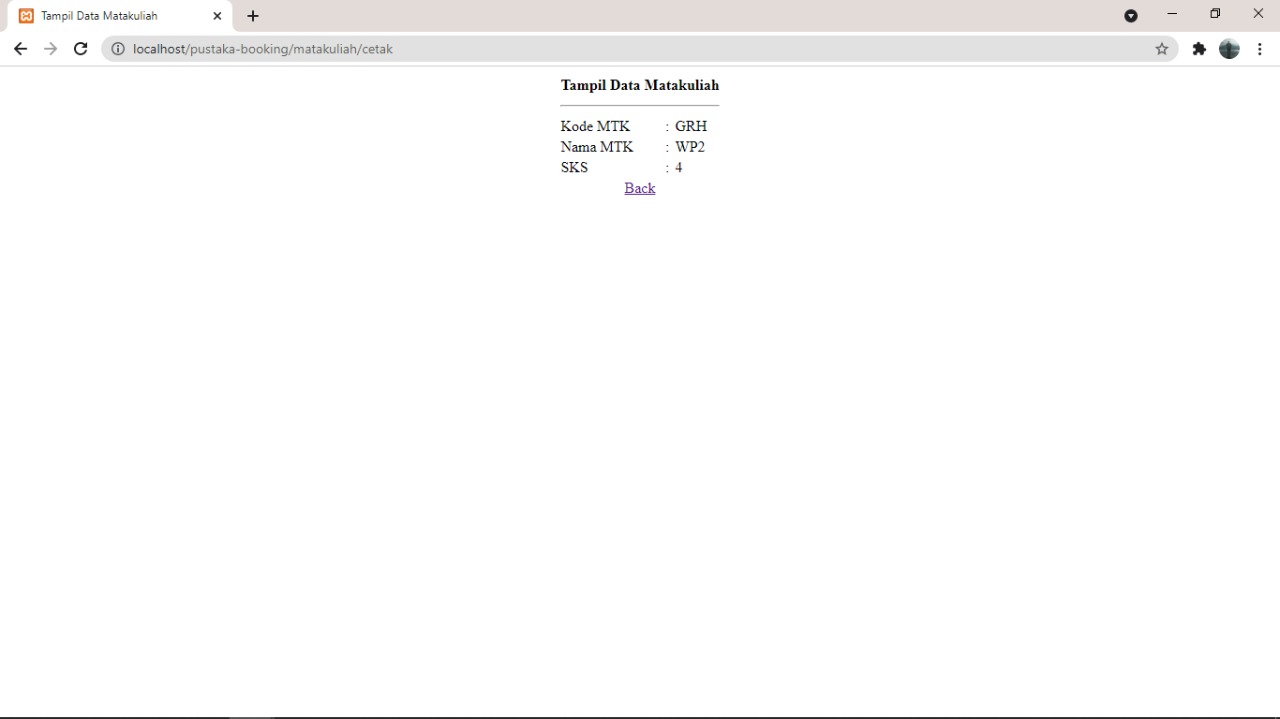 Tampil Data Matakuliah
localhost/pustaka-booking/matakuliah/cetak
Tampil Data Matakuliah
Kode MTK : GRH
Nama MTK : WP2
SKS : 4
Back